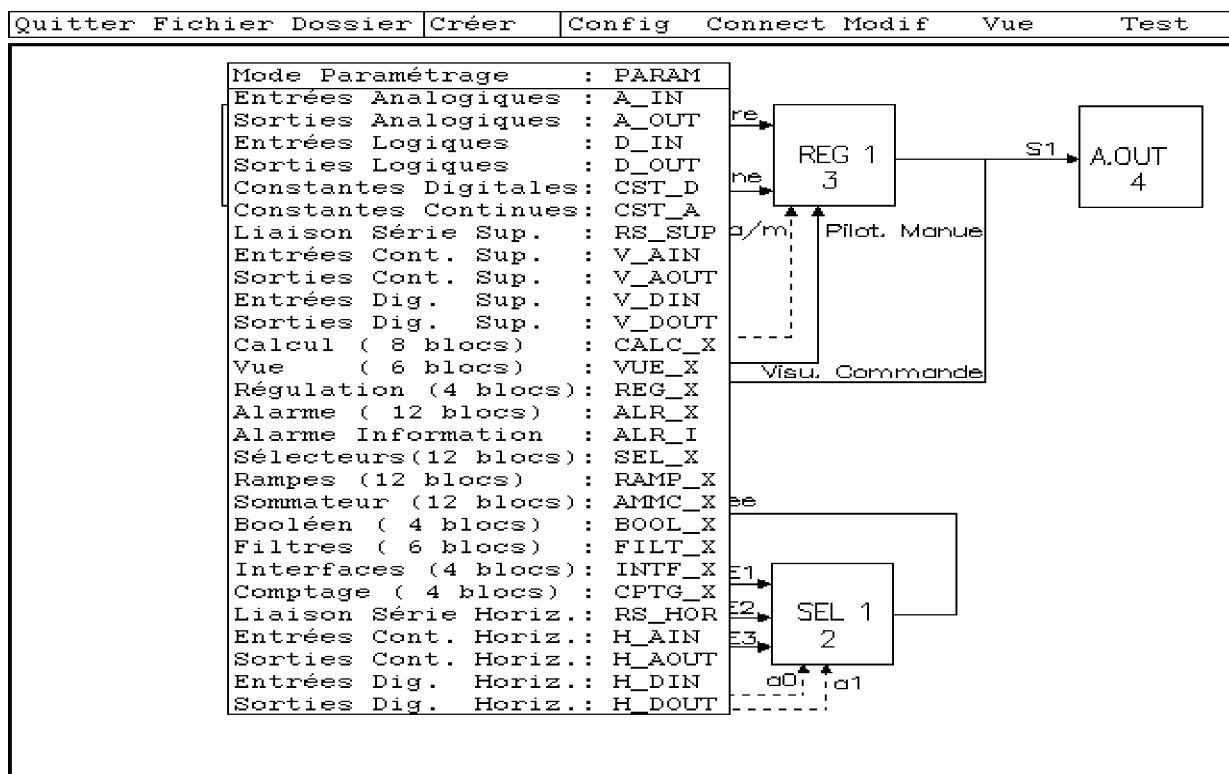 Quitter Fichier Dossier Créer Config Connect Modif Vue Test
Mode Paramétrage : PARAM
Entrées Analogiques : A_IN
Sorties Analogiques : A_OUT
Entrées Logiques : D_IN
Sorties Logiques : D_OUT
Constantes Digitales: CST_D
Constantes Continues: CST_A
Liaison Série Sup. : RS_SUP
Entrées Cont. Sup. : V_AIN
Sorties Cont. Sup. : V_AOUT
Entrées Dig. Sup. : V_DIN
Sorties Dig. Sup. : V_DOUT
Calcul ( 8 blocs) : CALC_X
Vue ( 6 blocs) : VUE_X
Régulation (4 blocs): REG_X
Alarme ( 12 blocs) : ALR_X
Alarme Information : ALR_I
Sélecteurs(12 blocs): SEL_X
Rampes (12 blocs) : RAMP_X
Sommateur (12 blocs): AMMC_X
Booléen ( 4 blocs) : BOOL_X
Filtres ( 6 blocs) : FILT_X
Interfaces (4 blocs): INTF_X
Comptage ( 4 blocs) : CPTG_X
Liaison Série Horiz.: RS_HOR
Entrées Cont. Horiz.: H_AIN
Sorties Cont. Horiz.: H_AOUT
Entrées Dig. Horiz.: H_DIN
Sorties Dig. Horiz.: H_DOUT
re
ne
a/m
REG 1
3
Pilot. Manue
S1
A.OUT
4
Visu. Commande
ee
E1
E2
E3
SEL 1
2
a0
a1